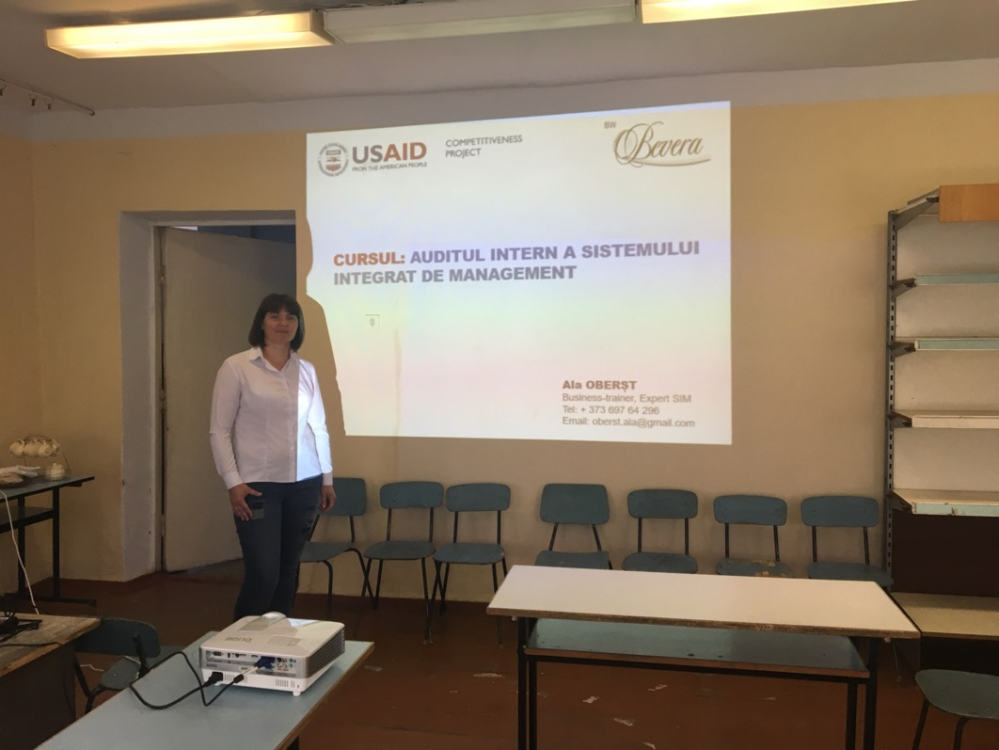 USAID
FROM THE AMERICAN PEOPLE
COMPETITIVENESS
PROJECT
BW
Bevera
CURSUL: AUDITUL INTERN A SISTEMULUI
INTEGRAT DE MANAGEMENT
Ala OBERȘT
Business-trainer, Expert SIM
Tel: + 373 697 64 296
Email: oberst.ala@gmail.com